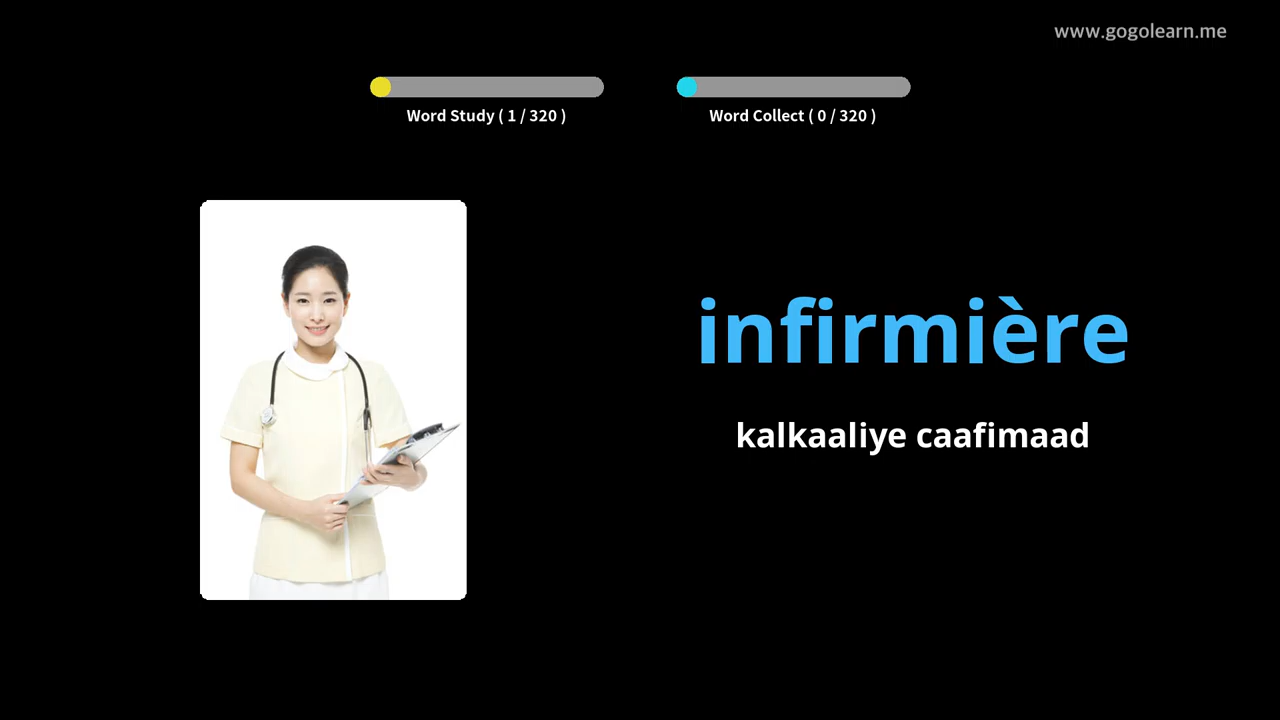 www.gogolearn.me
Word Study ( 1 / 320 )
Word Collect ( 0 / 320 )
infirmière
kalkaaliye caafimaad